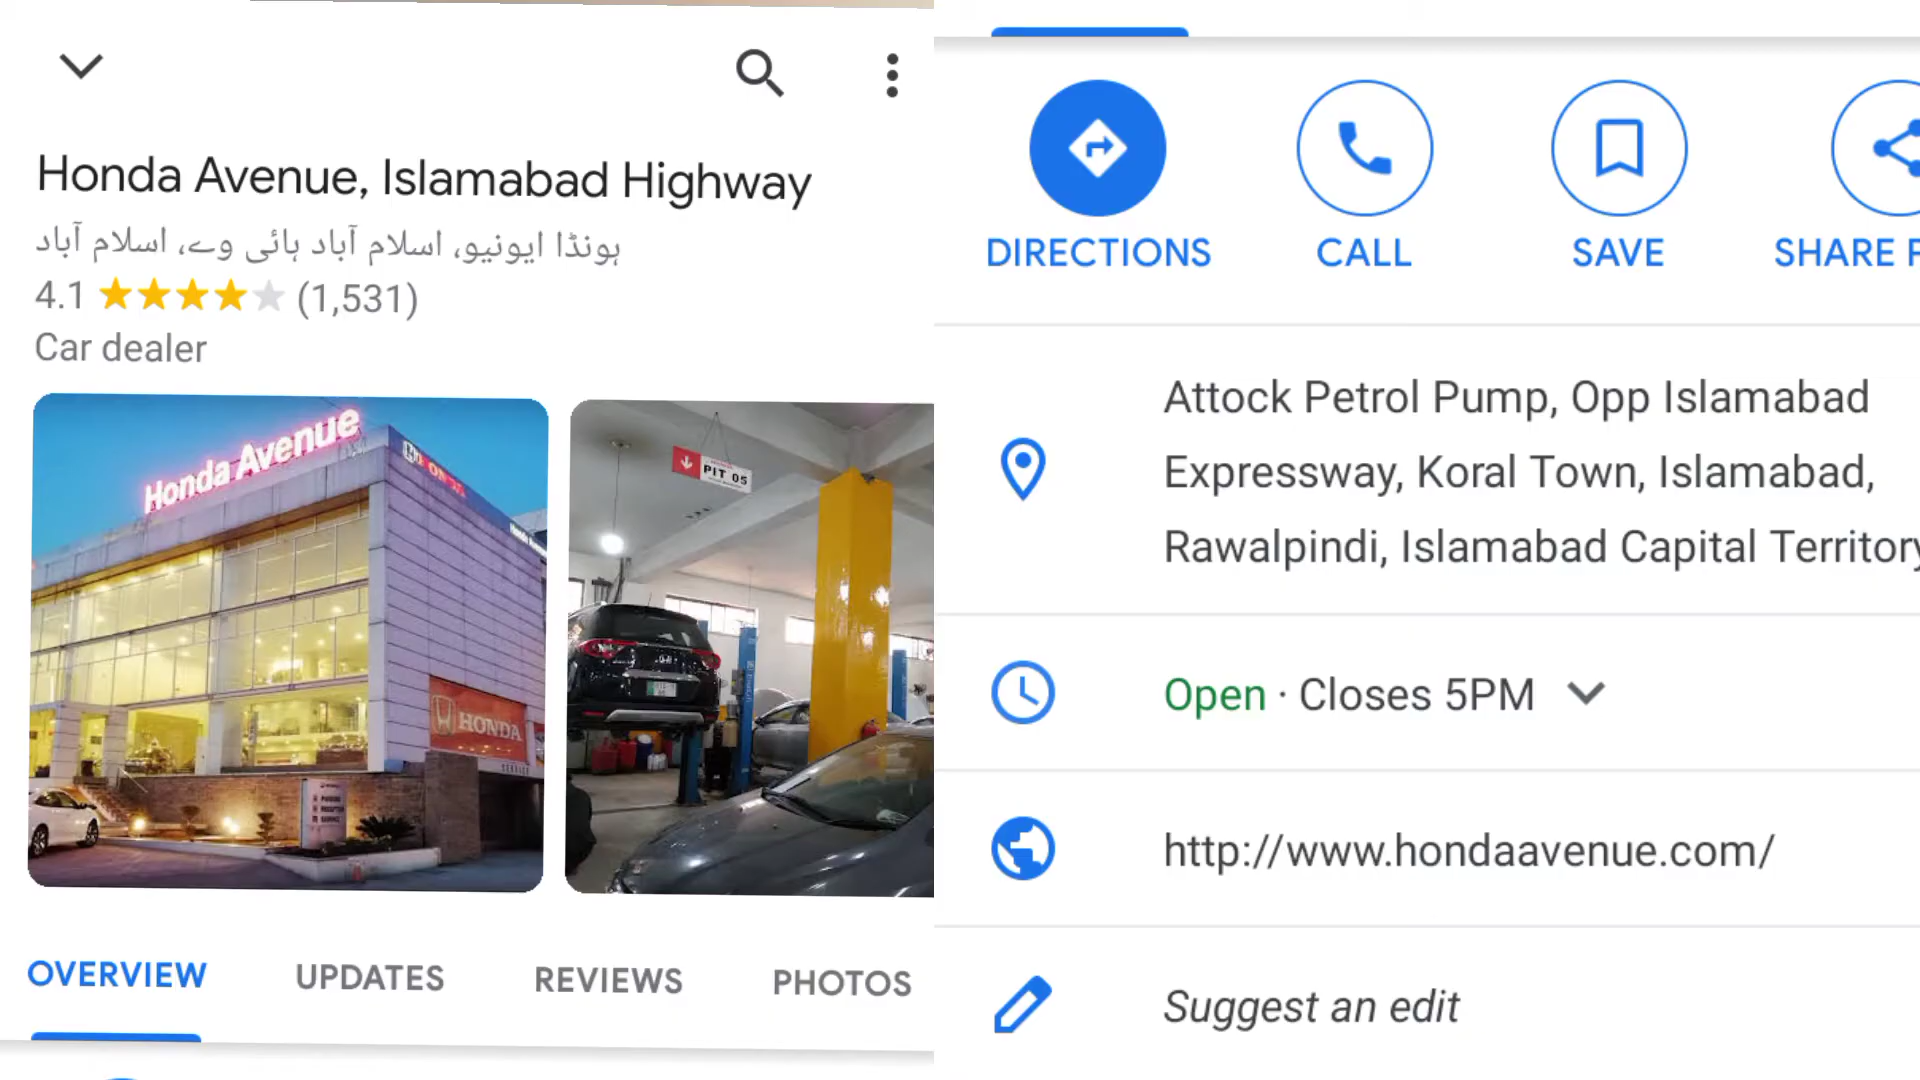 Honda Avenue, Islamabad Highway
ہونڈا ایونیو، اسلام آباد ہائی وے، اسلام آباد
4.1 (1,531)
Car dealer
Honda Avenue
HONDA
HONDA
SERVICE
PIT 05
OVERVIEW UPDATES REVIEWS PHOTOS
DIRECTIONS CALL SAVE SHARE
Attock Petrol Pump, Opp Islamabad
Expressway, Koral Town, Islamabad,
Rawalpindi, Islamabad Capital Territory
Open · Closes 5PM
http://www.hondaavenue.com/
Suggest an edit